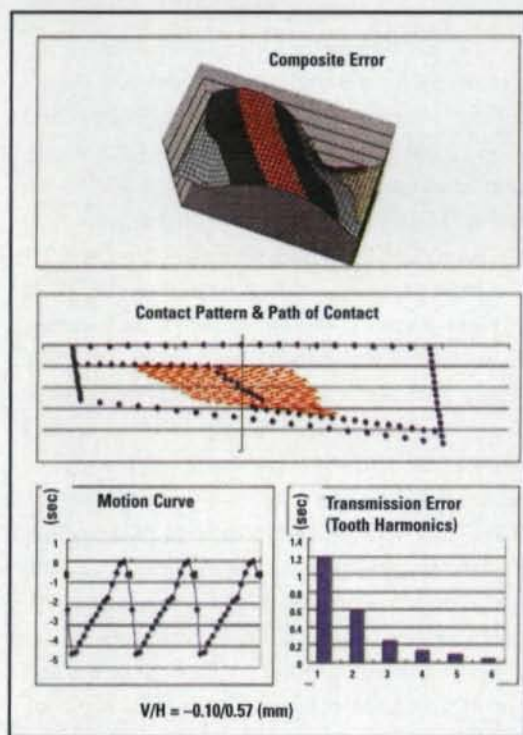 Composite Error
Contact Pattern & Path of Contact
Motion Curve
(sec)
1
0
-1
-2
-3
-4
-5
Transmission Error
(Tooth Harmonics)
(sec)
1.4
1.2
1
0.8
0.6
0.4
0.2
0
1 2 3 4 5 6
V/H = –0.10/0.57 (mm)